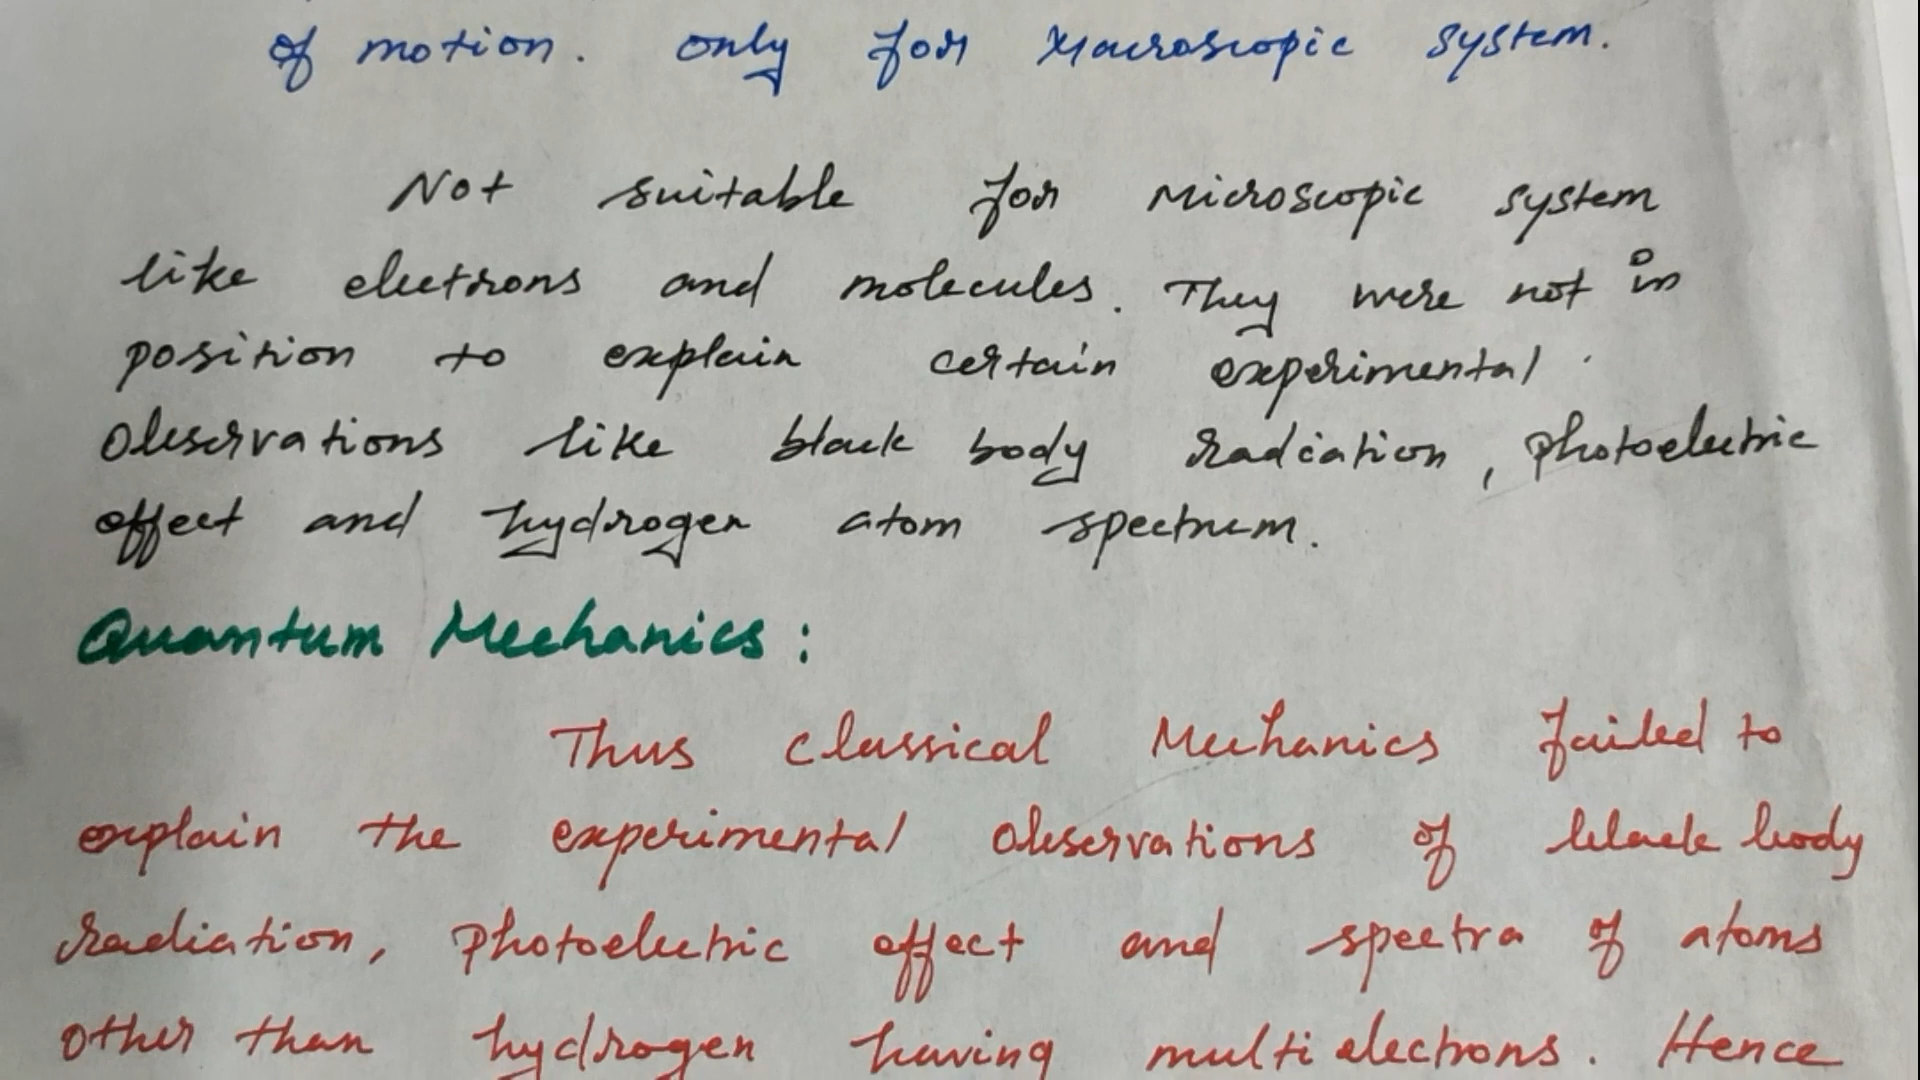 of motion. only for Macroscopic system.
Not suitable for Microscopic system
like electrons and molecules. They were not in
position to explain certain experimental
Observations like black body radiation, photoelectric
effect and hydrogen atom spectrum.
Quantum Mechanics:
Thus classical Mechanics failed to
explain the experimental observations of black body
radiation, photoelectric effect and spectra of atoms
other than hydrogen having multi electrons. Hence